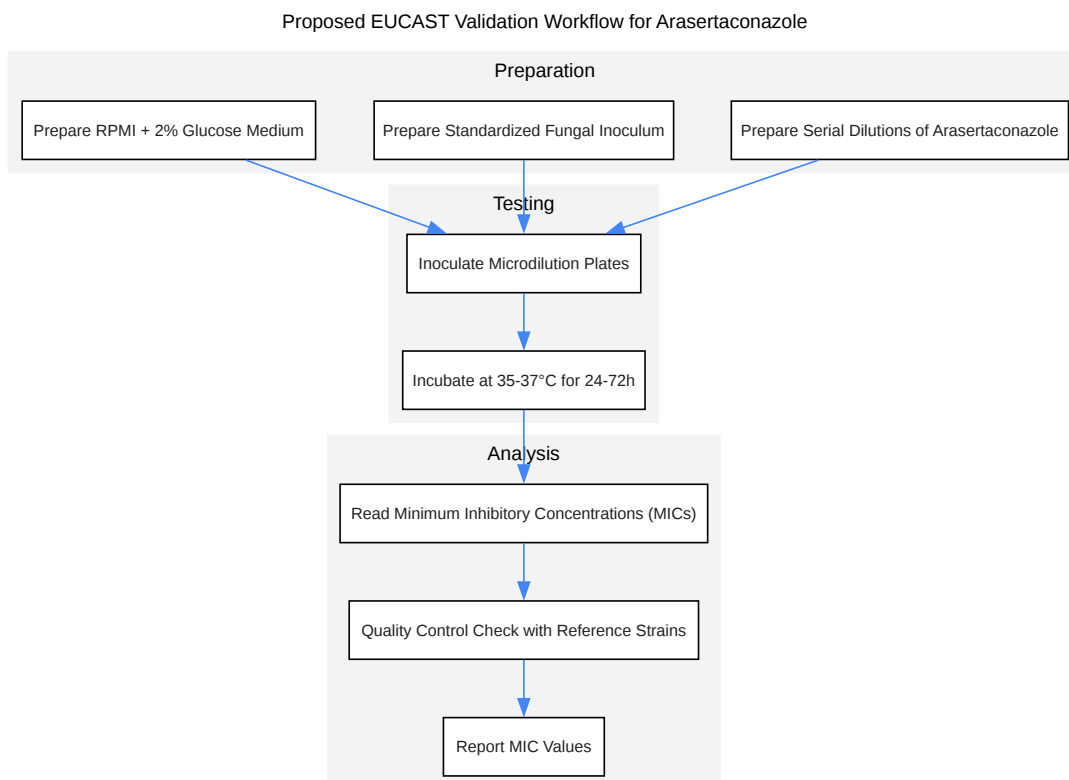 Proposed EUCAST Validation Workflow for Arasertaconazole
Preparation
Prepare RPMI + 2% Glucose Medium
Prepare Standardized Fungal Inoculum
Prepare Serial Dilutions of Arasertaconazole
Testing
Inoculate Microdilution Plates
Incubate at 35-37°C for 24-72h
Analysis
Read Minimum Inhibitory Concentrations (MICs)
Quality Control Check with Reference Strains
Report MIC Values